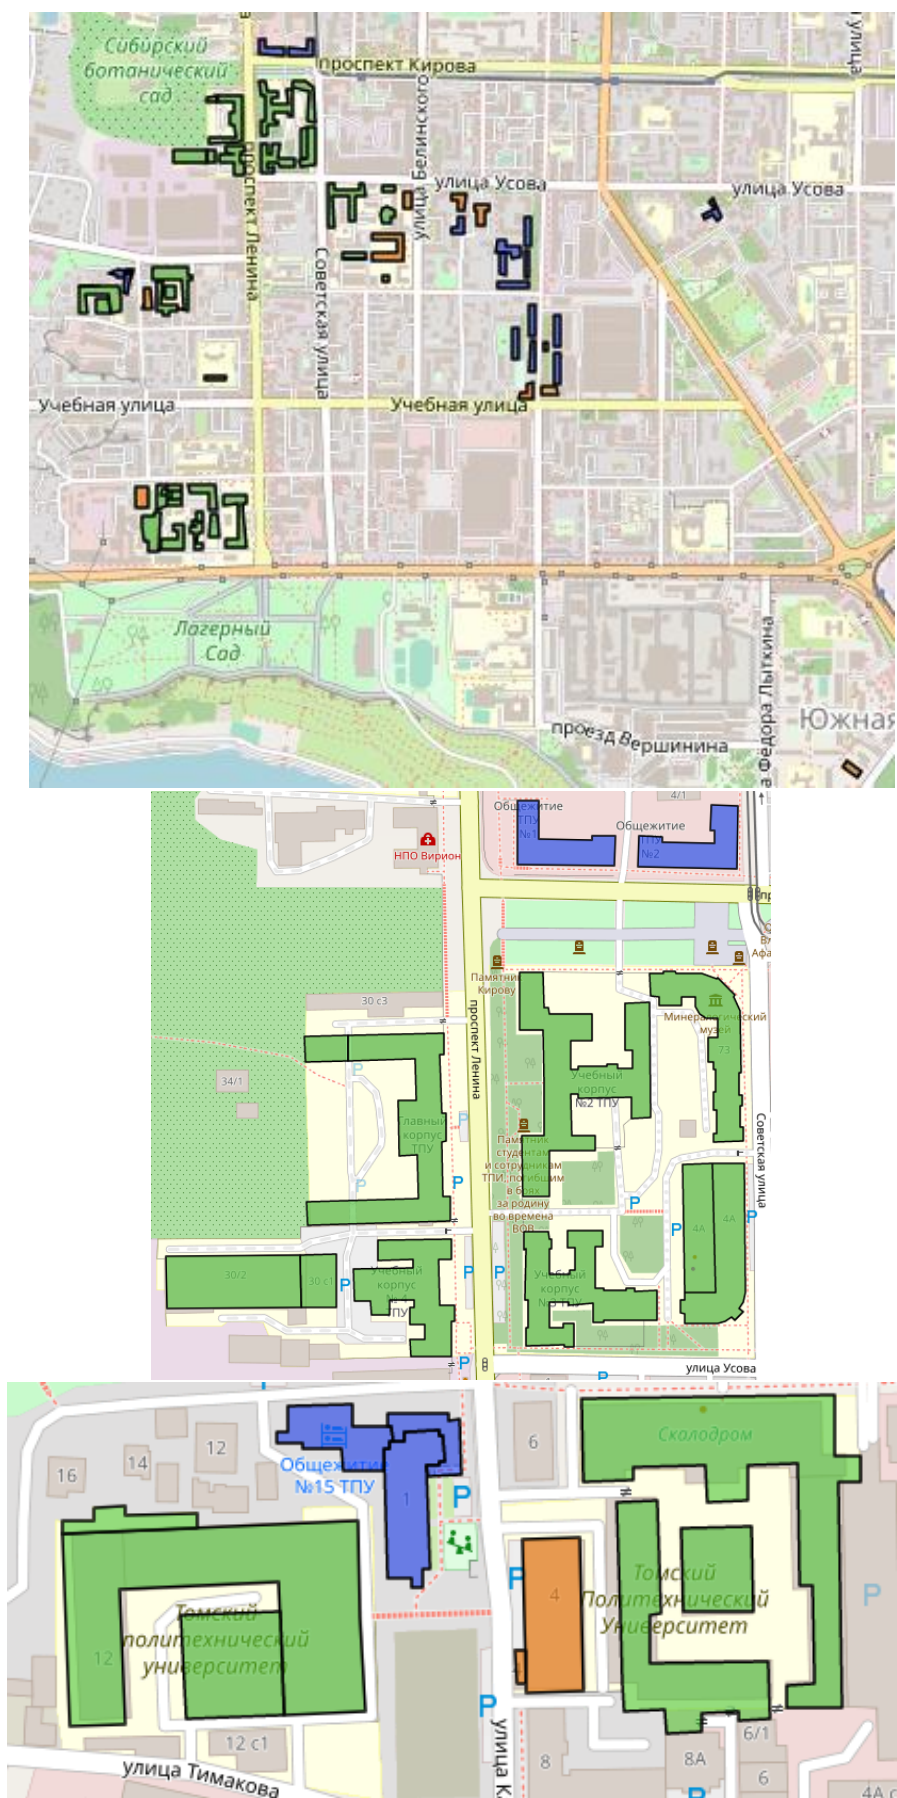 Сибирский
ботанический
сад
проспект Кирова
улица Белинского
улица Усова
улица Усова
проспект Ленина
Советская улица
Учебная улица
Учебная улица
Лагерный
Сад
проезд Вершинина
Южная
Общежитие
ТПУ
№1
4/1
Общежитие
ТПУ
№2
НПО Вирион
Памятник
Кирову
30 с3
проспект Ленина
Минералогический
музей
73
34/1
Учебный
корпус
№2 ТПУ
Главный
корпус
ТПУ
Памятник
студентам
и сотрудникам
ТПИ, погибшим
в боях
за родину
во времена
ВОВ
Советская улица
P
P
P
P
P
P
4А
4А
30/2
30 с1
P
Учебный
корпус
ТПУ
P
P
Учебный
корпус
№3 ТПУ
P
улица Усова
P
16
14
12
Общежитие
№15 ТПУ
1
P
6
Скалодром
P
4
Томский
Политехнический
Университет
P
Томский
политехнический
университет
12
P
12 с1
улица Тимакова
улица К.
8
8А
6/1
6
P
4А с